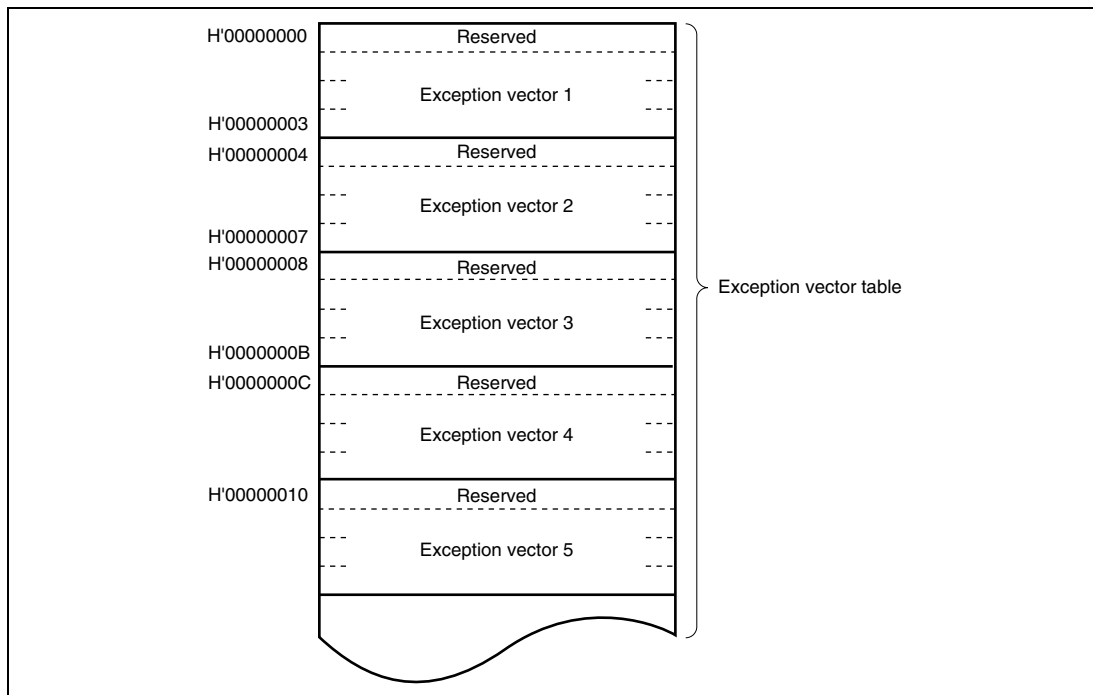 H'00000000
Reserved
Exception vector 1
H'00000003
H'00000004
Reserved
Exception vector 2
H'00000007
H'00000008
Reserved
Exception vector 3
H'0000000B
H'0000000C
Reserved
Exception vector 4
H'00000010
Reserved
Exception vector 5
Exception vector table